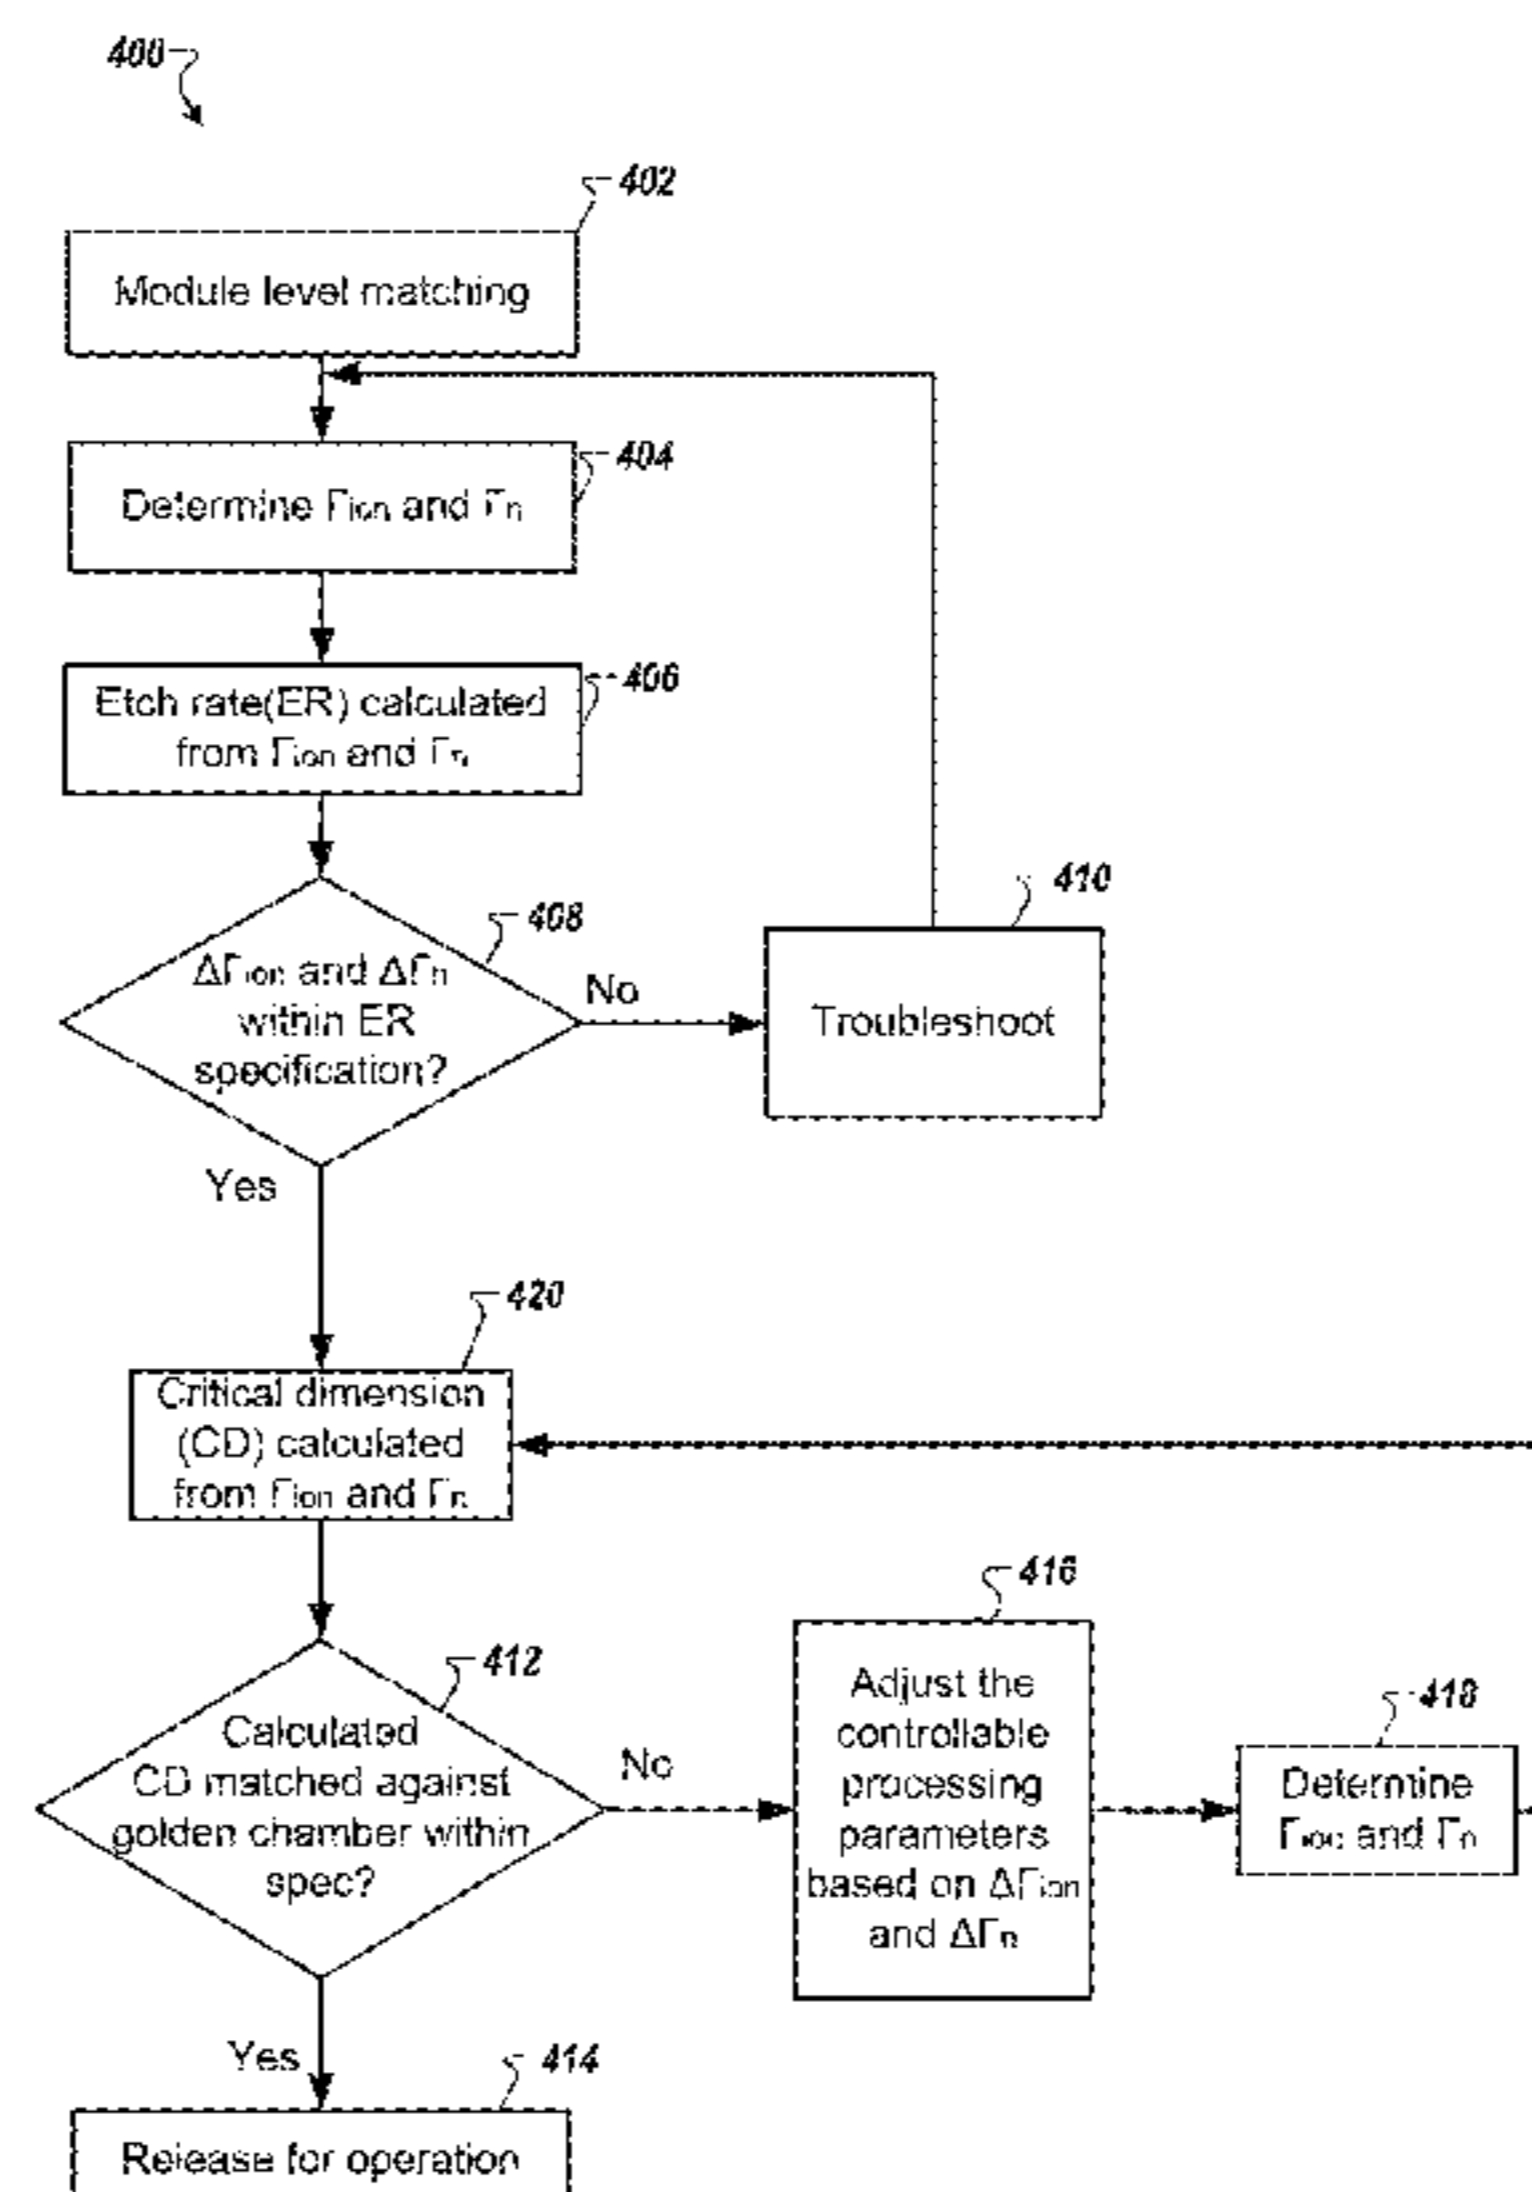 400
402
Module level matching
404
Determine Γion and Γn
406
Etch rate(ER) calculated
from Γion and Γn
408
ΔΓion and ΔΓn
within ER
specification?
No
410
Troubleshoot
Yes
420
Critical dimension
(CD) calculated
from Γion and Γn
412
Calculated
CD matched against
golden chamber within
spec?
No
416
Adjust the
controllable
processing
parameters
based on ΔΓion
and ΔΓn
418
Determine
Γion and Γn
Yes
414
Release for operation